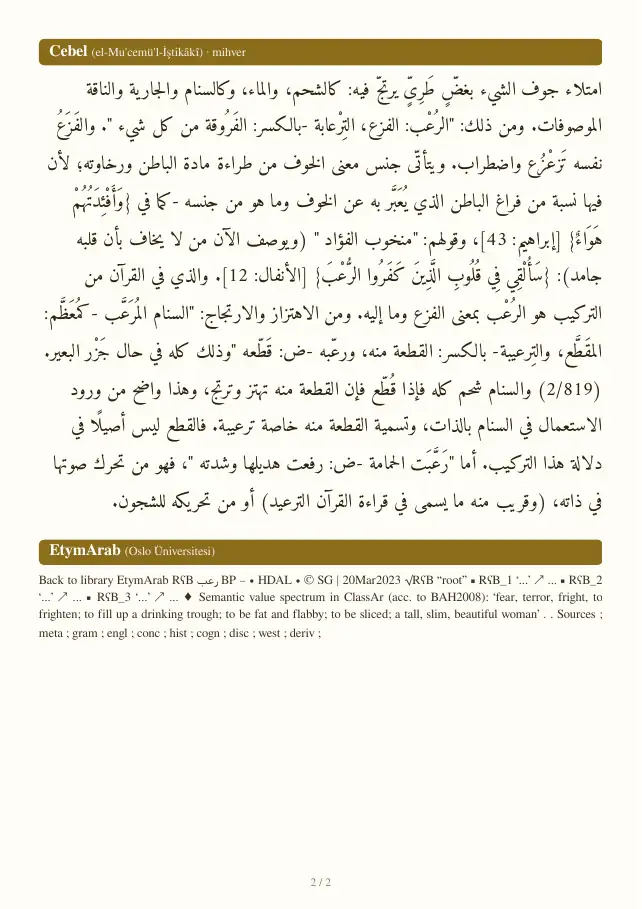 Cebel (el-Mu'cemü'l-İştikâkî) · mihver
امتلاء جوف الشيء بغضّ طَرِيٍّ يرتجّ فيه: كالشحم، والماء، وكالسنام والجارية والناقة
الموصوفات. ومن ذلك: "الرُعْب: الفزع، التِرْعابة -بالكسر: الفَرُوقة من كل شيء ". والفَزَعُ
نفسه تَزَعْزُع واضطراب. ويتأتّى جنس معنى الخوف من طراءة مادة الباطن ورخاوته؛ لأن
فيها نسبة من فراغ الباطن الذي يُعَبَّر به عن الخوف وما هو من جنسه -كما في {وَأَفْئِدَتُهُمْ
هَوَاءٌ} [إبراهيم: 43]، وقولهم: "منخوب الفؤاد " (ويوصف الآن من لا يخاف بأن قلبه
جامد): {سَأُلْقِي فِي قُلُوبِ الَّذِينَ كَفَرُوا الرُّعْبَ} [الأنفال: 12]. والذي في القرآن من
التركيب هو الرُعْب بمعنى الفزع وما إليه. ومن الاهتزاز والارتجاج: "السنام المُرَعَّب -كمُعَظَّم:
المقَطَّع، والتِرعيبة- بالكسر: القطعة منه، ورعّبه -ض: قَطّعه "وذلك كله في حال جَزْر البعير.
(2/819) والسنام شحم كله فإذا قُطّع فإن القطعة منه تهتز وترتج، وهذا واضح من ورود
الاستعمال في السنام بالذات، وتسمية القطعة منه خاصة ترعيبة. فالقطع ليس أصيلًا في
دلالة هذا التركيب. أما "رَعَّبَت الحمامة -ض: رفعت هديلها وشدته "، فهو من تحرك صوتها
في ذاته، (وقريب منه ما يسمى في قراءة القرآن الترعيد) أو من تحريكه للشجون.
EtymArab (Oslo Üniversitesi)
Back to library EtymArab RʕB رعب BP – • HDAL • © SG | 20Mar2023 √RʕB “root” ▪ RʕB_1 ‘...’ ↗ ... ▪ RʕB_2
‘...’ ↗ ... ▪ RʕB_3 ‘...’ ↗ ... ♦ Semantic value spectrum in ClassAr (acc. to BAH2008): ‘fear, terror, fright, to
frighten; to fill up a drinking trough; to be fat and flabby; to be sliced; a tall, slim, beautiful woman’ . . Sources ;
meta ; gram ; engl ; conc ; hist ; cogn ; disc ; west ; deriv ;
2 / 2